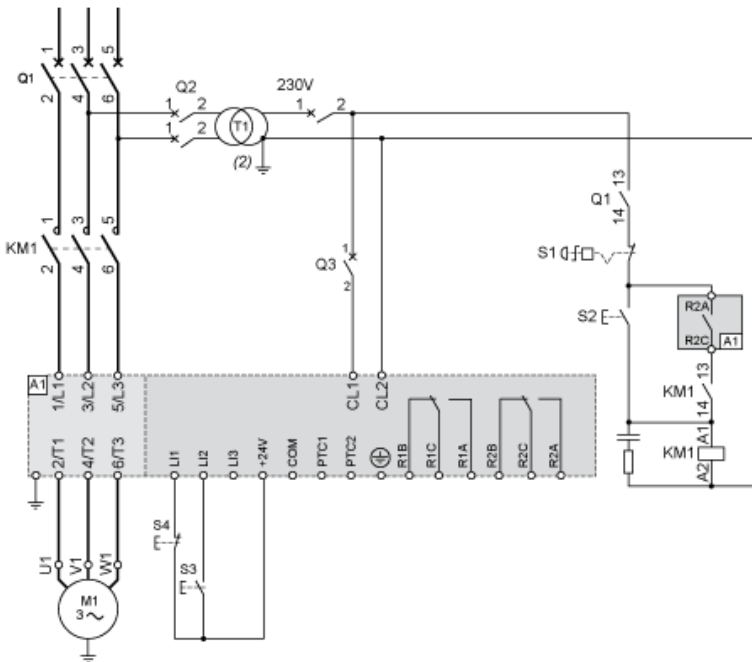 1 3 5
Q1
2 4 6
Q2
1 2
1 2
T1
(2)
230V
1 2
13
Q1
14
1 3 5
KM1
2 4 6
1
Q3
2
S1
S2
R2A
R2C A1
13
KM1
14
A1
KM1
A2
A1 1/L1 3/L2 5/L3 CL1 CL2
2/T1 4/T2 6/T3 LI1 LI2 LI3 +24V COM PTC1 PTC2 R1B R1C R1A R2B R2C R2A
S4
S3
U1 V1 W1
M1
3